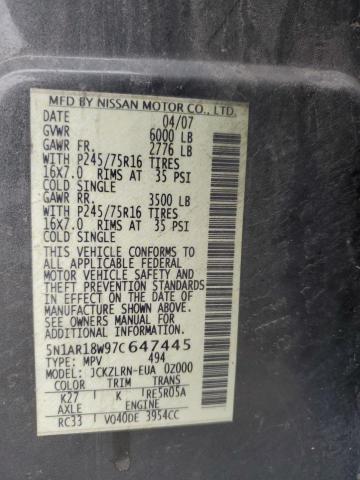 MFD BY NISSAN MOTOR CO., LTD.
DATE 04/07
GVWR 6000 LB
GAWR FR. 2776 LB
WITH P245/75R16 TIRES
16X7.0 RIMS AT 35 PSI
COLD SINGLE
GAWR RR. 3500 LB
WITH P245/75R16 TIRES
16X7.0 RIMS AT 35 PSI
COLD SINGLE
THIS VEHICLE CONFORMS TO ALL
APPLICABLE FEDERAL
MOTOR VEHICLE SAFETY AND
THEFT PREVENTION STANDARDS
IN EFFECT ON THE DATE OF
MANUFACTURE SHOWN ABOVE.
SEE OWNERS MANUAL FOR
ADDITIONAL INFORMATION.
5N1AR18W97C647445
TYPE: MPV 494
MODEL: JCKZLRN-EUA 0Z000
COLOR TRIM TRANS
K27 K RE5R05A
AXLE ENGINE
RC33 VQ40DE 3954CC